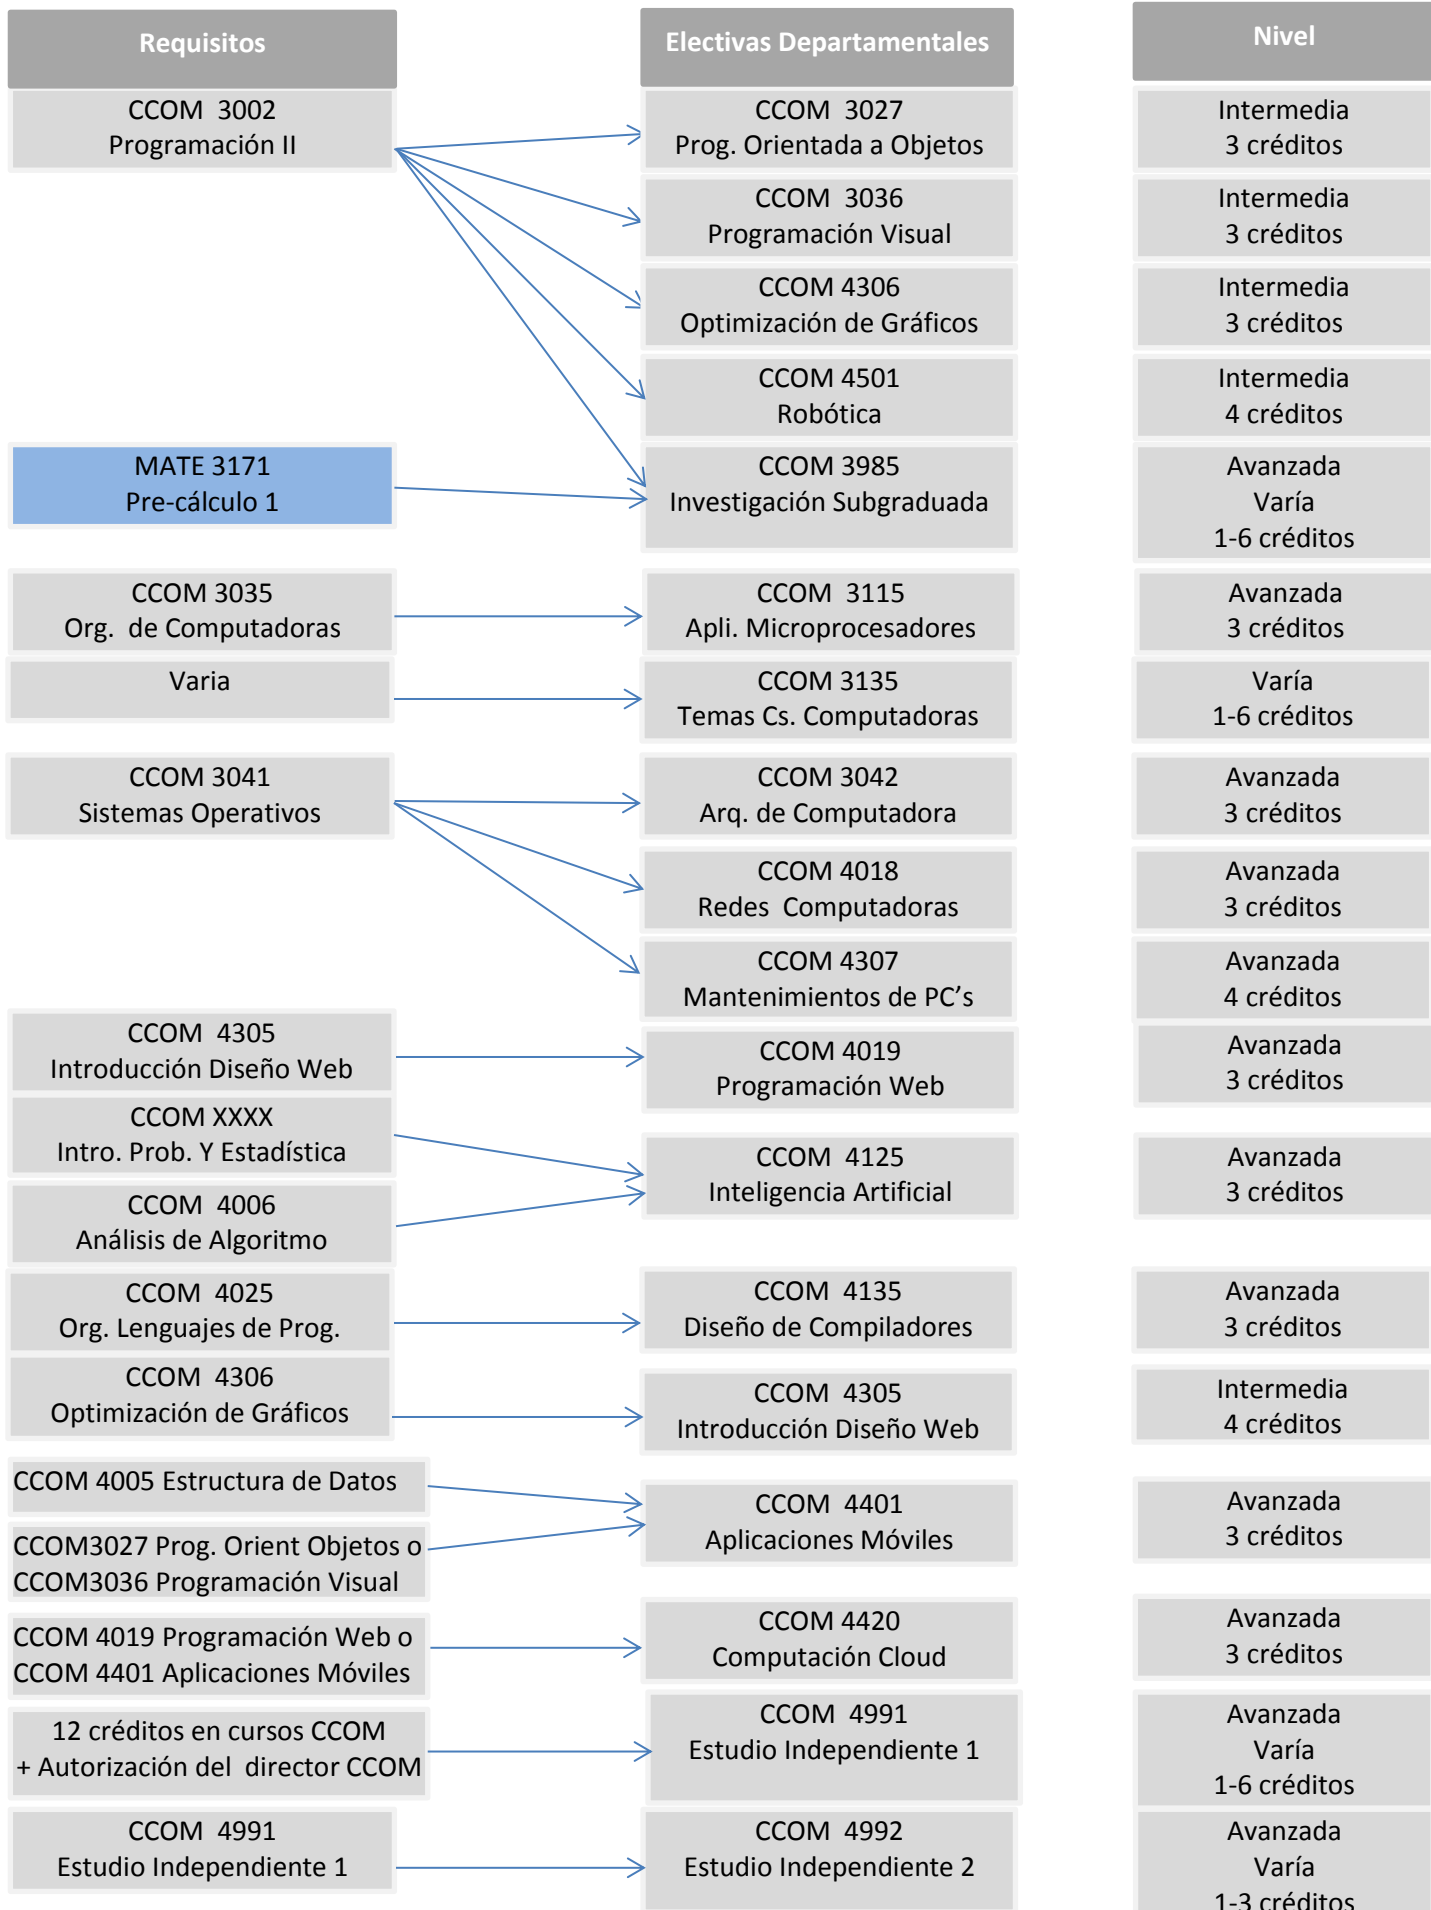 Requisitos
Electivas Departamentales
Nivel
CCOM 3002
Programación II
CCOM 3027
Prog. Orientada a Objetos
Intermedia
3 créditos
CCOM 3036
Programación Visual
Intermedia
3 créditos
CCOM 4306
Optimización de Gráficos
Intermedia
3 créditos
CCOM 4501
Robótica
Intermedia
4 créditos
MATE 3171
Pre-cálculo 1
CCOM 3985
Investigación Subgraduada
Avanzada
Varía
1-6 créditos
CCOM 3035
Org. de Computadoras
CCOM 3115
Apli. Microprocesadores
Avanzada
3 créditos
Varia
CCOM 3135
Temas Cs. Computadoras
Varía
1-6 créditos
CCOM 3041
Sistemas Operativos
CCOM 3042
Arq. de Computadora
Avanzada
3 créditos
CCOM 4018
Redes Computadoras
Avanzada
3 créditos
CCOM 4307
Mantenimientos de PC’s
Avanzada
4 créditos
CCOM 4305
Introducción Diseño Web
CCOM 4019
Programación Web
Avanzada
3 créditos
CCOM XXXX
Intro. Prob. Y Estadística
CCOM 4006
Análisis de Algoritmo
CCOM 4125
Inteligencia Artificial
Avanzada
3 créditos
CCOM 4025
Org. Lenguajes de Prog.
CCOM 4135
Diseño de Compiladores
Avanzada
3 créditos
CCOM 4306
Optimización de Gráficos
CCOM 4305
Introducción Diseño Web
Intermedia
4 créditos
CCOM 4005 Estructura de Datos
CCOM3027 Prog. Orient Objetos o
CCOM3036 Programación Visual
CCOM 4401
Aplicaciones Móviles
Avanzada
3 créditos
CCOM 4019 Programación Web o
CCOM 4401 Aplicaciones Móviles
CCOM 4420
Computación Cloud
Avanzada
3 créditos
12 créditos en cursos CCOM
+ Autorización del director CCOM
CCOM 4991
Estudio Independiente 1
Avanzada
Varía
1-6 créditos
CCOM 4991
Estudio Independiente 1
CCOM 4992
Estudio Independiente 2
Avanzada
Varía
1-3 créditos